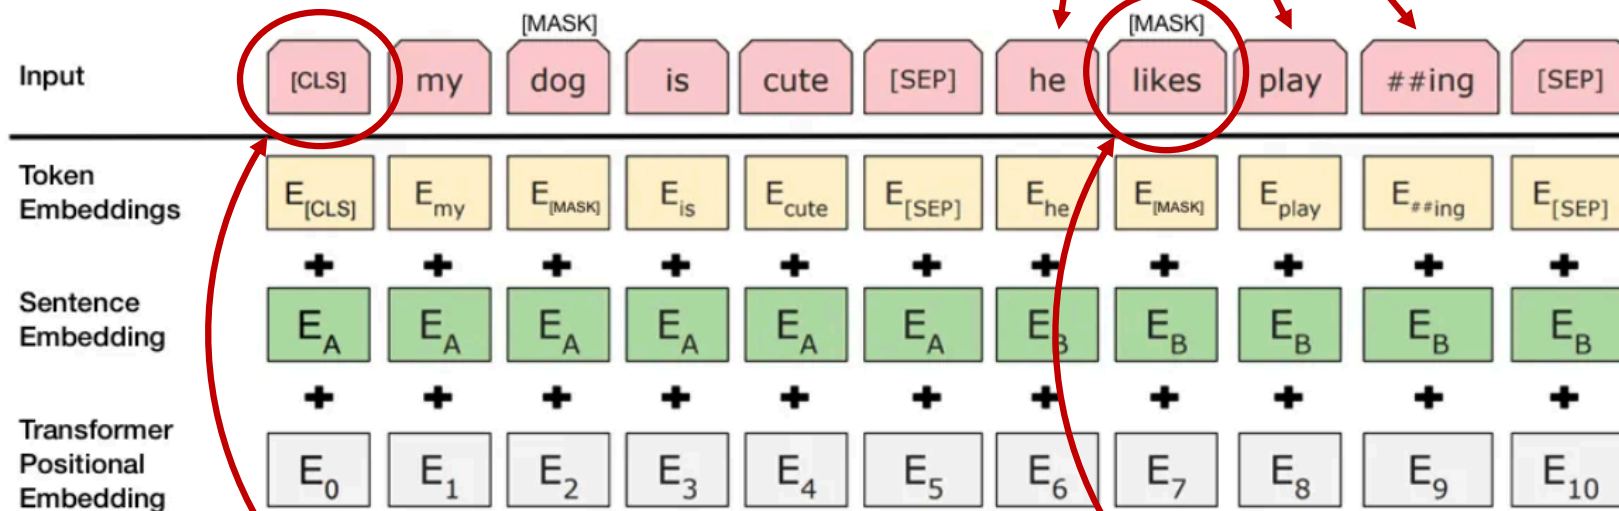 [MASK] [MASK]
Input [CLS] my dog is cute [SEP] he likes play ##ing [SEP]
Token Embeddings E[CLS] Emy E[MASK] Eis Ecute E[SEP] Ehe E[MASK] Eplay E##ing E[SEP]
Sentence Embedding EA EA EA EA EA EA EB EB EB EB EB
Transformer Positional Embedding E0 E1 E2 E3 E4 E5 E6 E7 E8 E9 E10